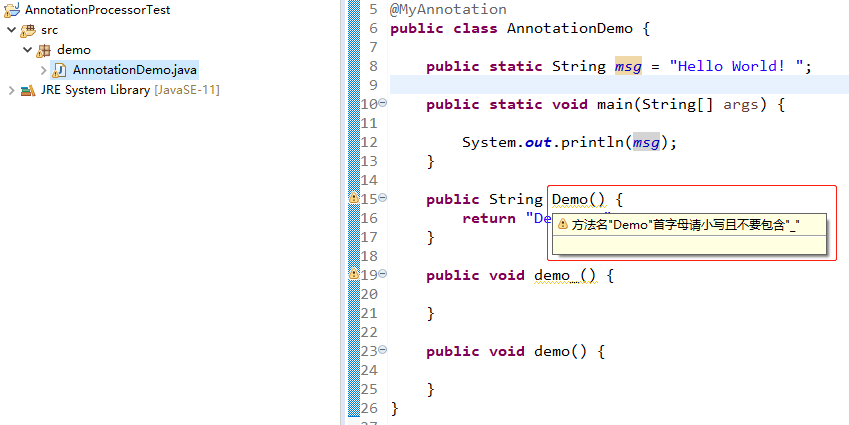 AnnotationProcessorTest
src
demo
AnnotationDemo.java
JRE System Library [JavaSE-11]
5 @MyAnnotation
6 public class AnnotationDemo {
7
8 public static String msg = "Hello World! ";
9
10 public static void main(String[] args) {
11
12 System.out.println(msg);
13 }
14
15 public String Demo() {
方法名"Demo"首字母请小写且不要包含"_"
16 return "De
17 }
18
19 public void demo_() {
20
21 }
22
23 public void demo() {
24
25 }
26 }